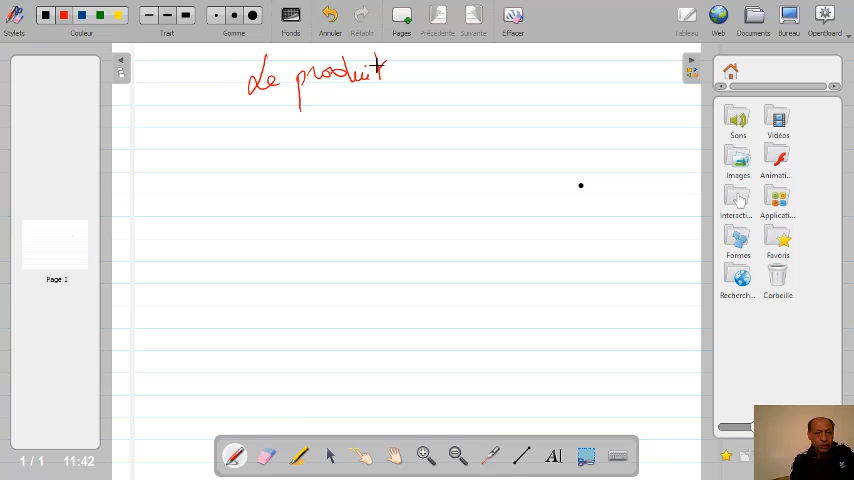 Stylets Couleur Trait Gomme Fonds Annuler Rétablir Pages Précédente Suivante Effacer Tableau Web Documents Bureau OpenBoard
Le produit
Sons Vidéos
Images Animati...
Interacti... Applicati...
Formes Favoris
Recherch... Corbeille
Page 1
1 / 1 11:42